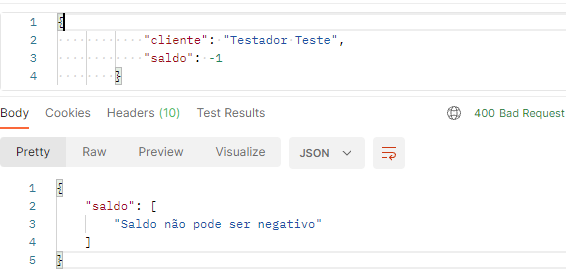 1 {
2 "cliente": "Testador Teste",
3 "saldo": -1
4 }
Body Cookies Headers (10) Test Results 400 Bad Request
Pretty Raw Preview Visualize JSON
1 {
2 "saldo": [
3 "Saldo não pode ser negativo"
4 ]
5 }